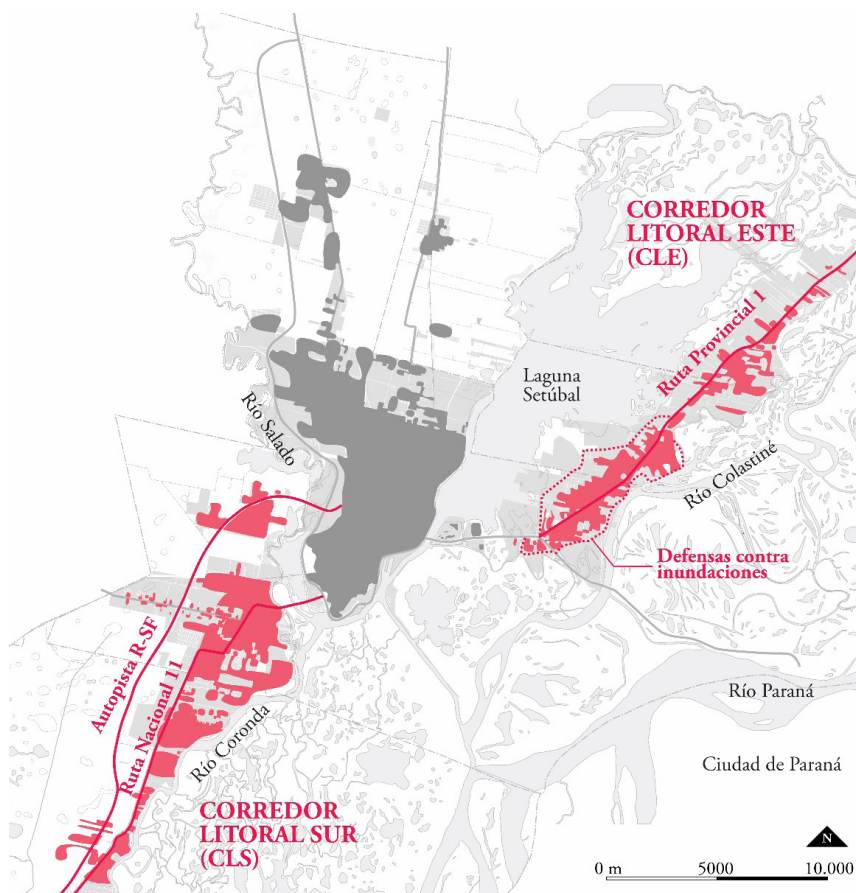 CORREDOR
LITORAL ESTE
(CLE)
Ruta Provincial 1
Laguna
Setúbal
Río Salado
Río Colastiné
Defensas contra
inundaciones
Autopista R-SF
Ruta Nacional 11
Río Coronda
Río Paraná
Ciudad de Paraná
CORREDOR
LITORAL SUR
(CLS)
N
0 m 5000 10.000